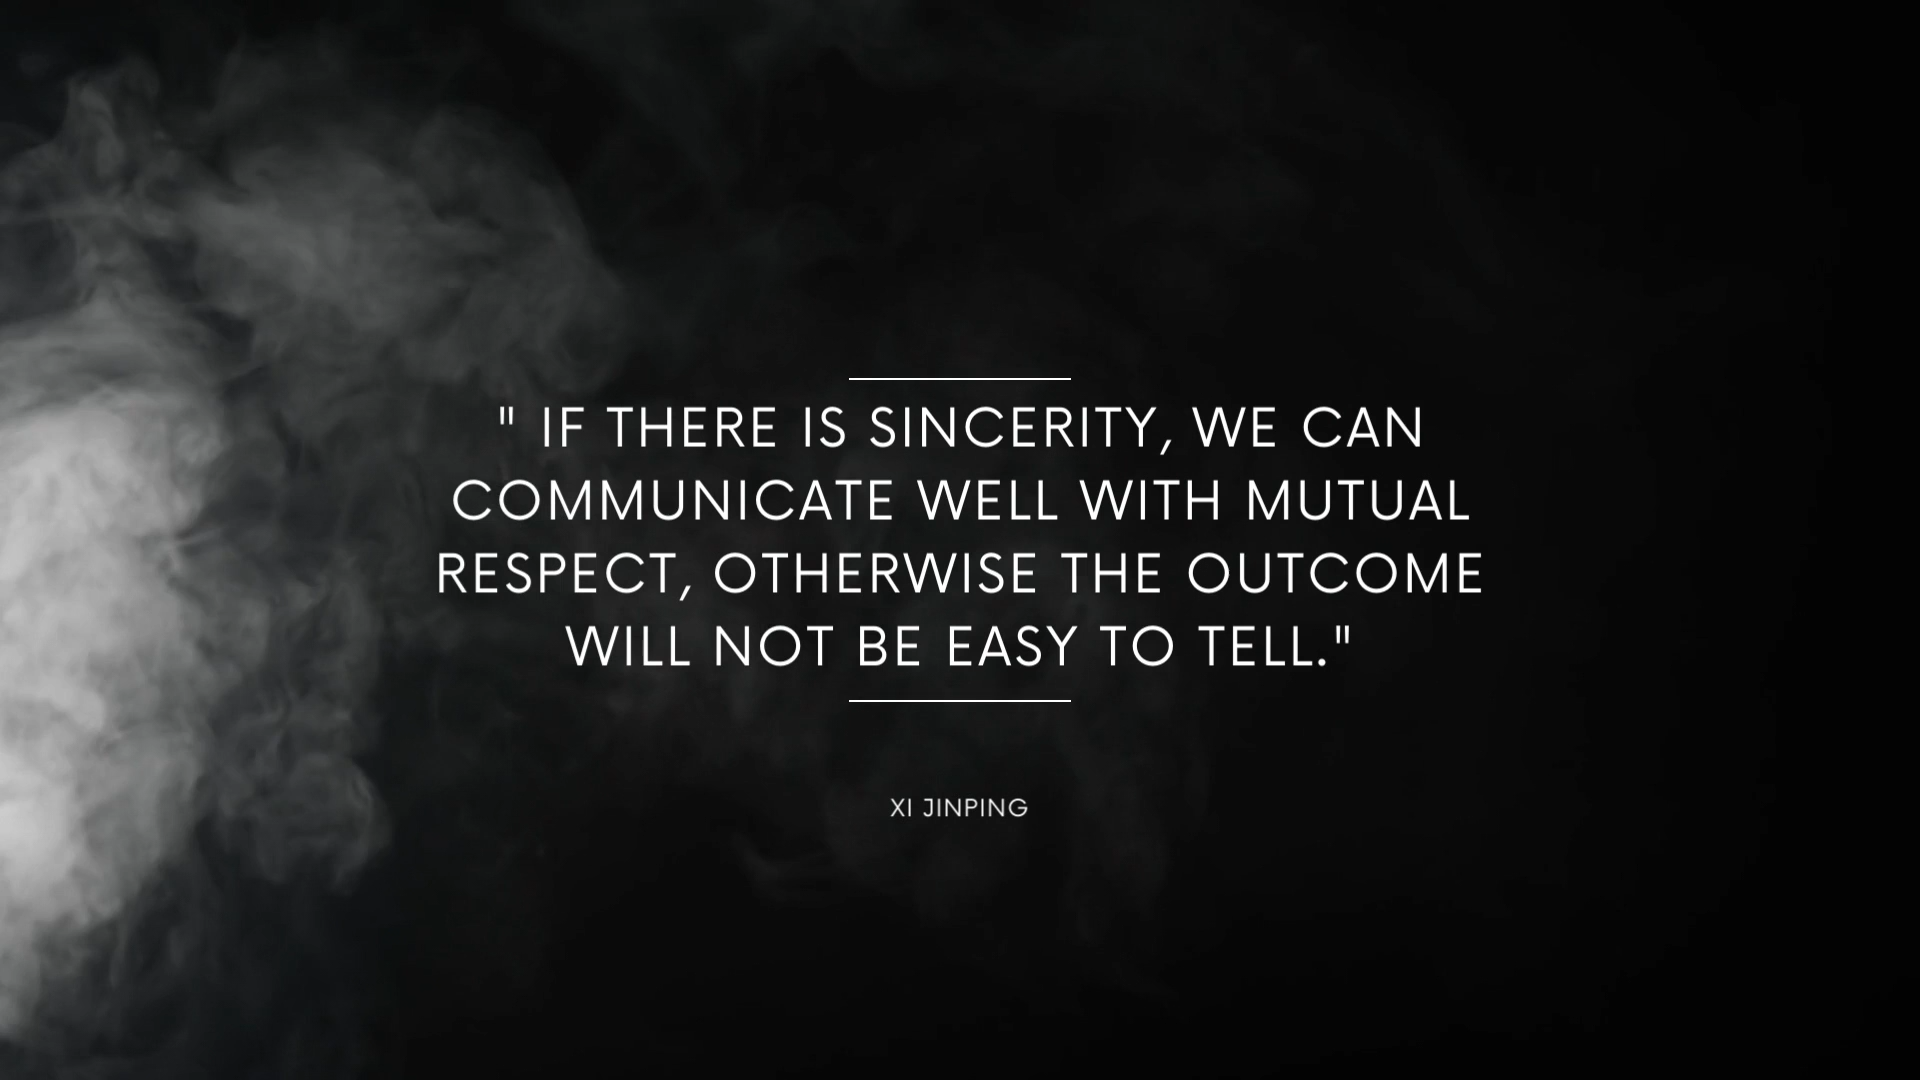 " IF THERE IS SINCERITY, WE CAN
COMMUNICATE WELL WITH MUTUAL
RESPECT, OTHERWISE THE OUTCOME
WILL NOT BE EASY TO TELL."
XI JINPING